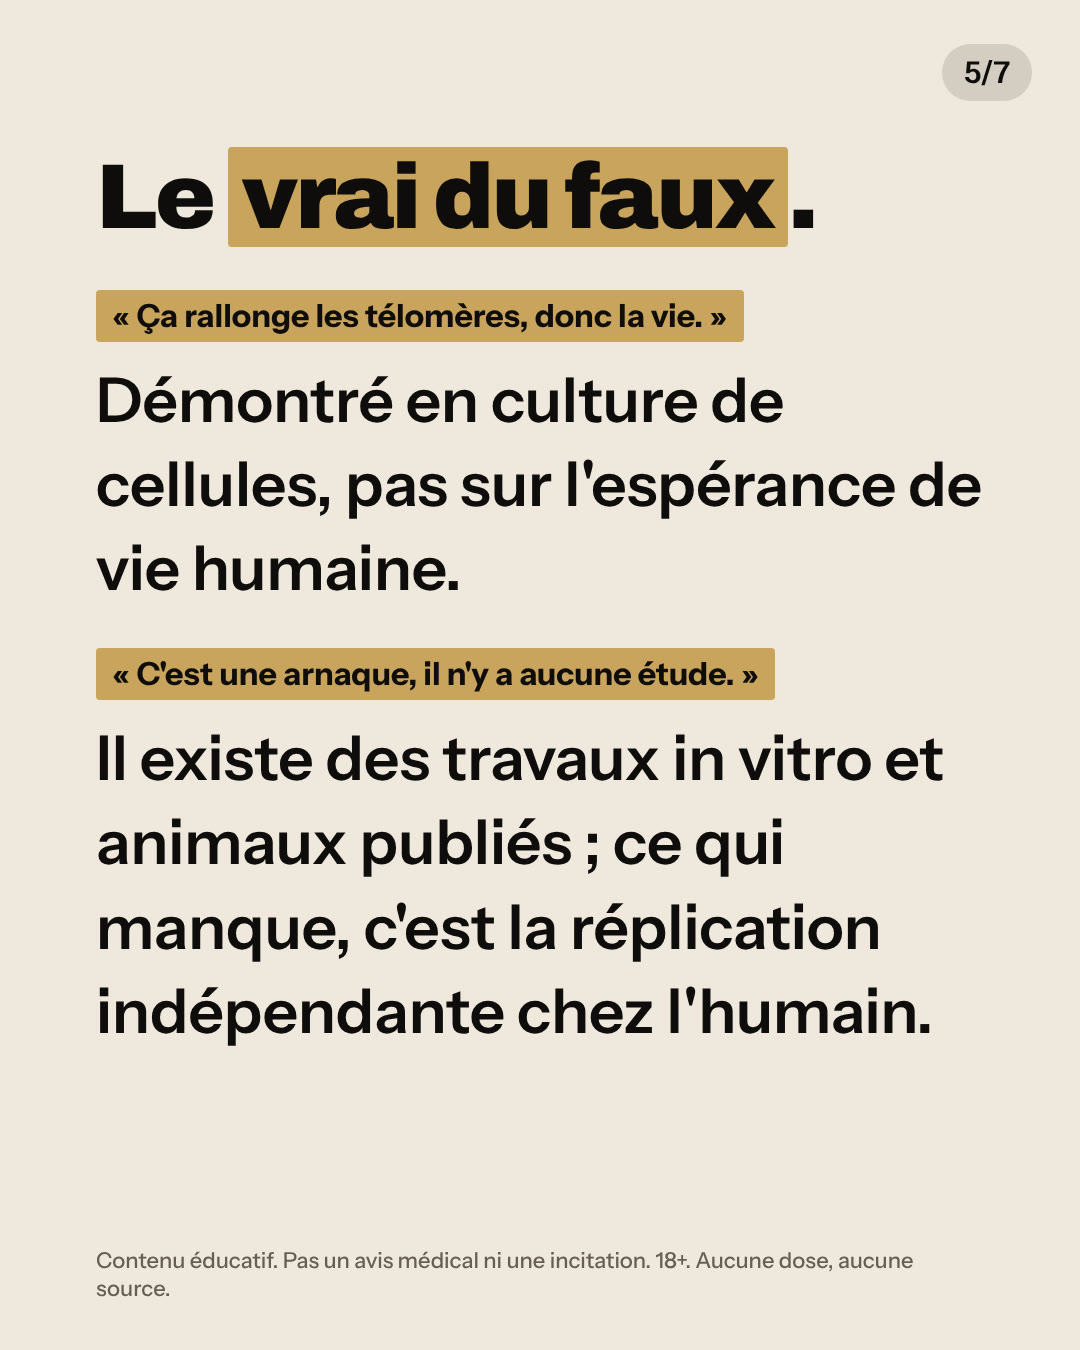 5/7
Le vrai du faux.
« Ça rallonge les télomères, donc la vie. »
Démontré en culture de
cellules, pas sur l'espérance de
vie humaine.
« C'est une arnaque, il n'y a aucune étude. »
Il existe des travaux in vitro et
animaux publiés ; ce qui
manque, c'est la réplication
indépendante chez l'humain.
Contenu éducatif. Pas un avis médical ni une incitation. 18+. Aucune dose, aucune
source.